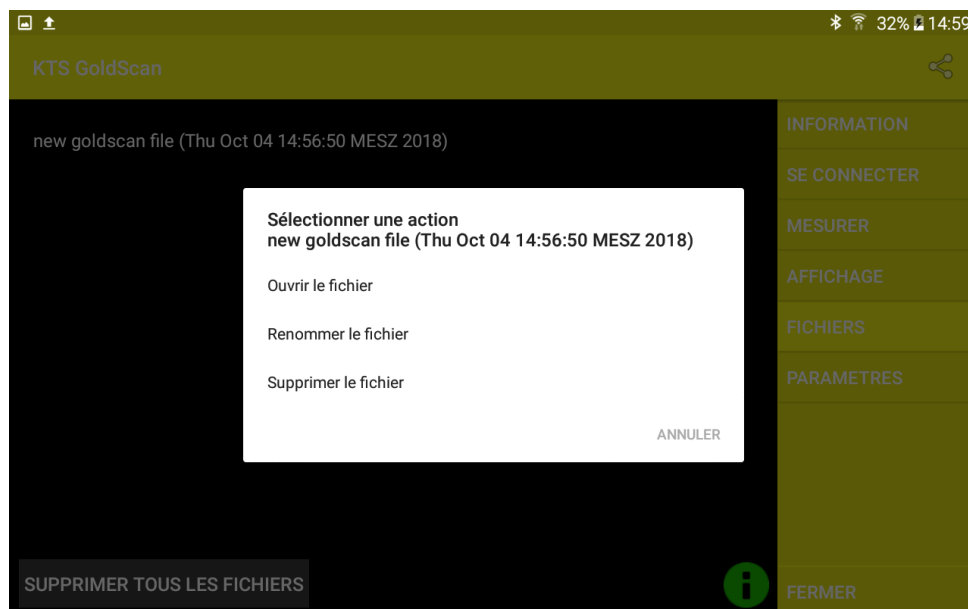 32% 14:59
KTS GoldScan
new goldscan file (Thu Oct 04 14:56:50 MESZ 2018)
INFORMATION
SE CONNECTER
MESURER
AFFICHAGE
FICHIERS
PARAMETRES
Sélectionner une action
new goldscan file (Thu Oct 04 14:56:50 MESZ 2018)
Ouvrir le fichier
Renommer le fichier
Supprimer le fichier
ANNULER
SUPPRIMER TOUS LES FICHIERS
FERMER